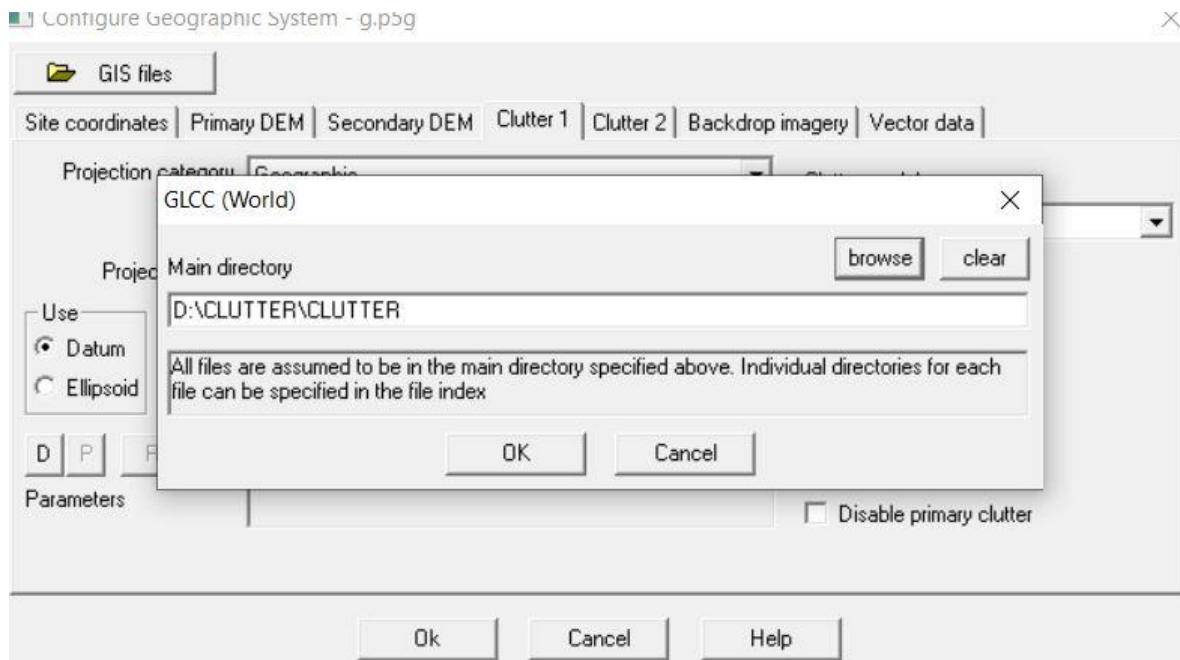 Configure Geographic System - g.p5g
GIS files
Site coordinates Primary DEM Secondary DEM Clutter 1 Clutter 2 Backdrop imagery Vector data
Projection category Geographic
GLCC (World)
browse clear
Main directory
D:\CLUTTER\CLUTTER
All files are assumed to be in the main directory specified above. Individual directories for each
file can be specified in the file index
OK Cancel
Use
Datum
Ellipsoid
D P F
Parameters
Disable primary clutter
Ok Cancel Help